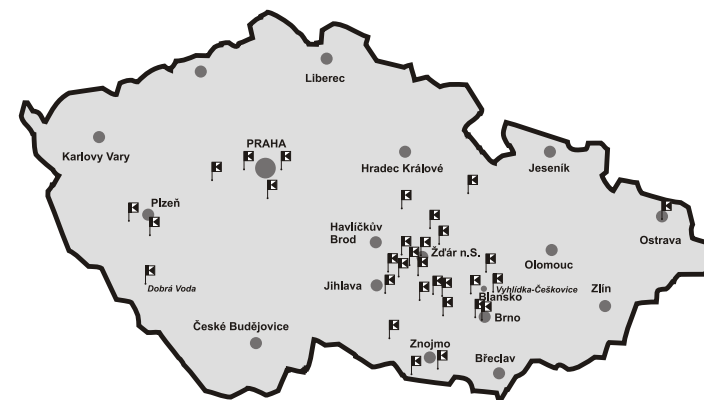 Liberec
PRAHA
Karlovy Vary
Hradec Králové
Jeseník
Plzeň
Havlíčkův
Brod
Žďár n.S.
Ostrava
Olomouc
Dobrá Voda
Jihlava
Vyhlídka-Češkovice
Blansko
Zlín
Brno
České Budějovice
Znojmo
Břeclav